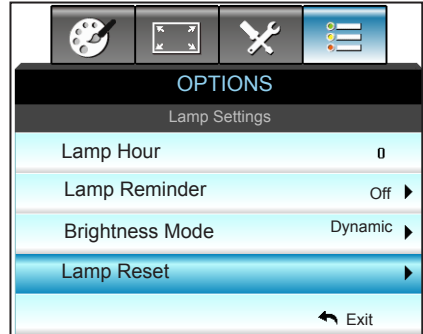 OPTIONS
Lamp Settings
Lamp Hour 0
Lamp Reminder Off
Brightness Mode Dynamic
Lamp Reset
Exit